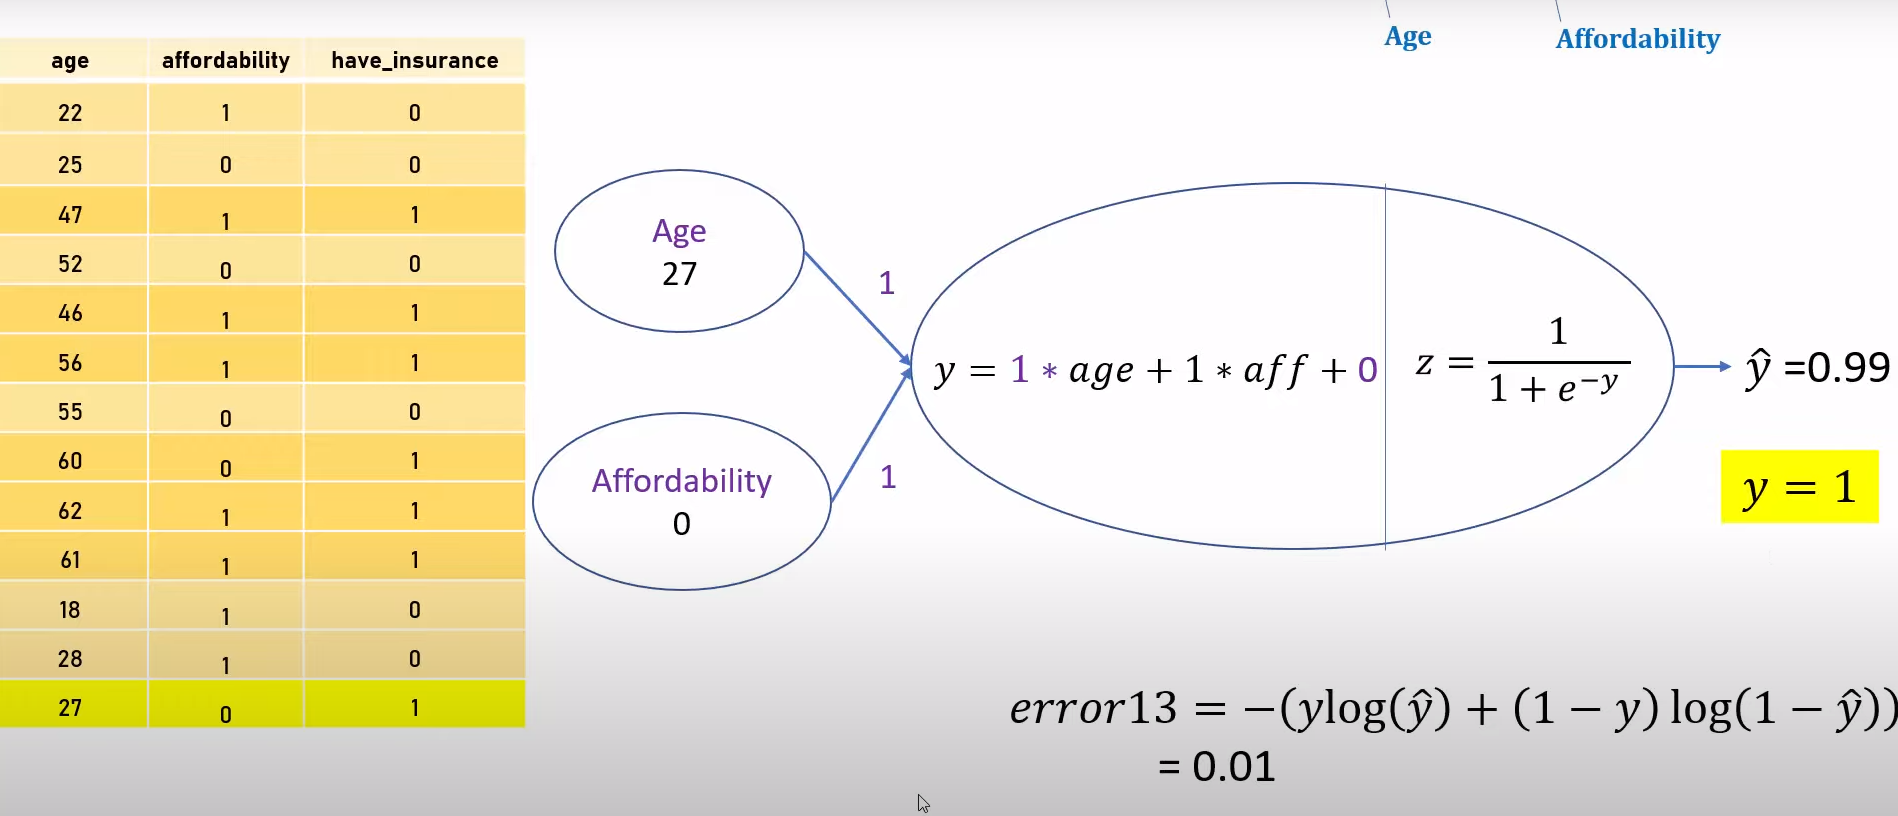 Age Affordability
age affordability have_insurance
22 1 0
25 0 0
47 1 1
52 0 0
46 1 1
56 1 1
55 0 0
60 0 1
62 1 1
61 1 1
18 1 0
28 1 0
27 0 1
Age
27
1
Affordability
0
1
y = 1 * age + 1 * aff + 0
z = 1 / (1 + e^{-y})
ŷ =0.99
y = 1
error13 = −(ylog(ŷ) + (1 − y) log(1 − ŷ))
= 0.01